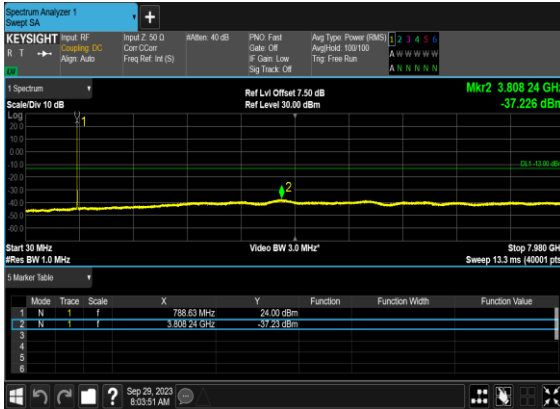 Spectrum Analyzer 1
Swept SA
+
KEYSIGHT Input: RF Input Z: 50 Ω #Atten: 40 dB PNO: Fast Avg Type: Power (RMS) 1 2 3 4 5 6
R T Coupling: DC Corr CCorr Gate: Off Avg|Hold: 100/100 A W W W W W
Align: Auto Freq Ref: Int (S) IF Gain: Low Trig: Free Run
Sig Track: Off A N N N N N
1 Spectrum Ref Lvl Offset 7.50 dB Mkr2 3.808 24 GHz
Scale/Div 10 dB Ref Level 30.00 dBm -37.226 dBm
Log
1
20.0
10.0
0.00
-10.0
DL1 -13.00 dBm
-20.0
-30.0
2
-40.0
-50.0
-60.0
Start 30 MHz Video BW 3.0 MHz* Stop 7.980 GH
#Res BW 1.0 MHz Sweep 13.3 ms (40001 pts
5 Marker Table
Mode Trace Scale X Y Function Function Width Function Value
1 N 1 f 788.63 MHz 24.00 dBm
2 N 1 f 3.808 24 GHz -37.23 dBm
3
4
5
6
? Sep 29, 2023
8:03:51 AM